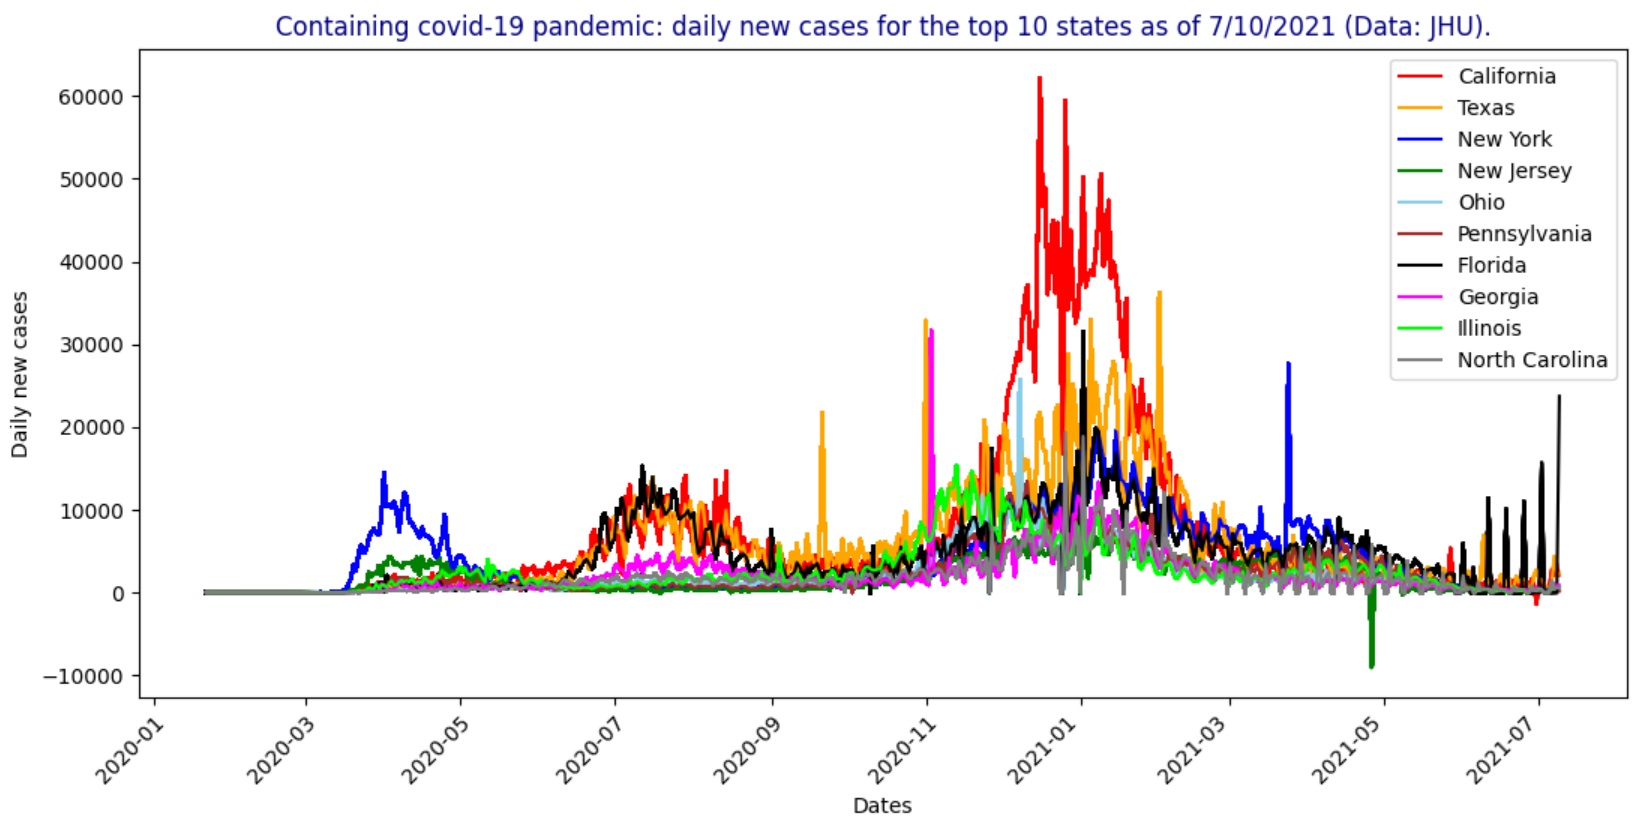 Containing covid-19 pandemic: daily new cases for the top 10 states as of 7/10/2021 (Data: JHU).
Daily new cases
60000
50000
40000
30000
20000
10000
0
−10000
California
Texas
New York
New Jersey
Ohio
Pennsylvania
Florida
Georgia
Illinois
North Carolina
2020-01
2020-03
2020-05
2020-07
2020-09
2020-11
2021-01
2021-03
2021-05
2021-07
Dates